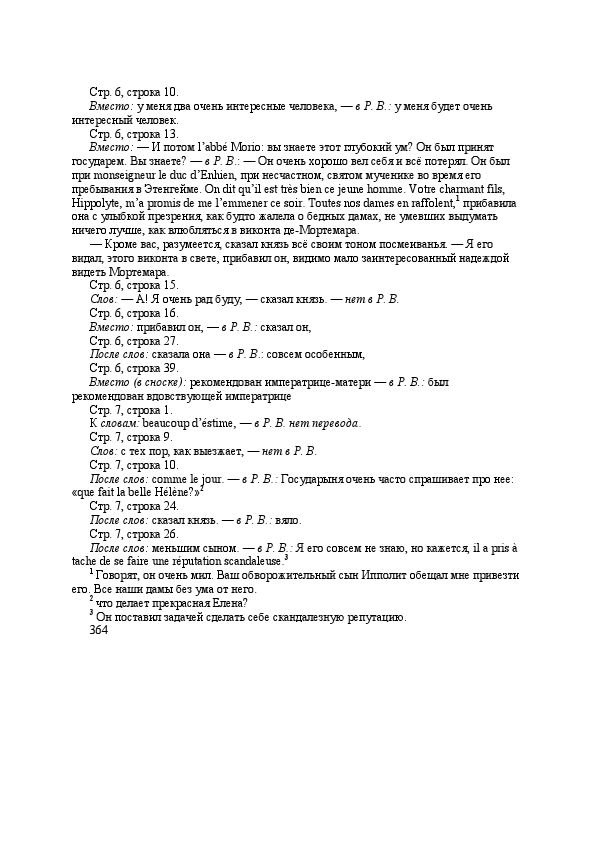 Стр. 6, строка 10.
Вместо: у меня два очень интересные человека, — в Р. В.: у меня будет очень
интересный человек.
Стр. 6, строка 13.
Вместо: — И потом l’abbé Morio: вы знаете этот глубокий ум? Он был принят
государем. Вы знаете? — в Р. В.: — Он очень хорошо вел себя и всё потерял. Он был
при monseigneur le duc d’Enhien, при несчастном, святом мученике во время его
пребывания в Этенгейме. On dit qu’il est très bien ce jeune homme. Votre charmant fils,
Hippolyte, m’a promis de me l’emmener ce soir. Toutes nos dames en raffolent,1 прибавила
она с улыбкой презрения, как будто жалела о бедных дамах, не умевших выдумать
ничего лучше, как влюбляться в виконта де-Мортемара.
— Кроме вас, разумеется, сказал князь всё своим тоном посмеиванья. — Я его
видал, этого виконта в свете, прибавил он, видимо мало заинтересованный надеждой
видеть Мортемара.
Стр. 6, строка 15.
Слов: — А! Я очень рад буду, — сказал князь. — нет в Р. В.
Стр. 6, строка 16.
Вместо: прибавил он, — в Р. В.: сказал он,
Стр. 6, строка 27.
После слов: сказала она — в Р. В.: совсем особенным,
Стр. 6, строка 39.
Вместо (в сноске): рекомендован императрице-матери — в Р. В.: был
рекомендован вдовствующей императрице
Стр. 7, строка 1.
К словам: beaucoup d’éstime, — в Р. В. нет перевода.
Стр. 7, строка 9.
Слов: с тех пор, как выезжает, — нет в Р. В.
Стр. 7, строка 10.
После слов: comme le jour. — в Р. В.: Государыня очень часто спрашивает про нее:
«que fait la belle Hélène?»2
Стр. 7, строка 24.
После слов: сказал князь. — в Р. В.: вяло.
Стр. 7, строка 26.
После слов: меньшим сыном. — в Р. В.: Я его совсем не знаю, но кажется, il a pris à
tache de se faire une réputation scandaleuse.3
1 Говорят, он очень мил. Ваш обворожительный сын Ипполит обещал мне привезти
его. Все наши дамы без ума от него.
2 что делает прекрасная Елена?
3 Он поставил задачей сделать себе скандалезную репутацию.
364